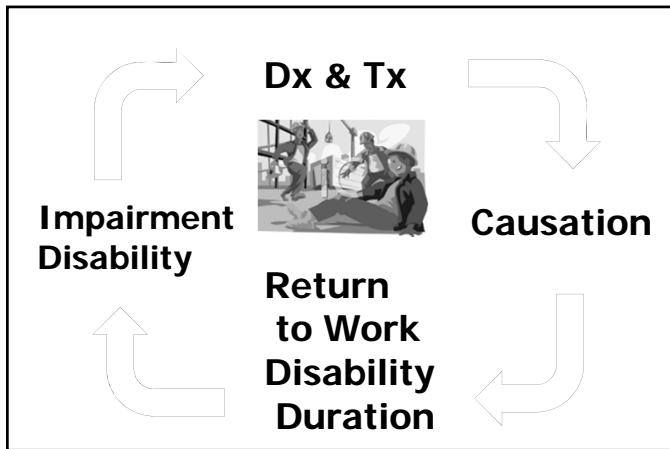 Dx & Tx
Causation
Return
to Work
Disability
Duration
Impairment
Disability